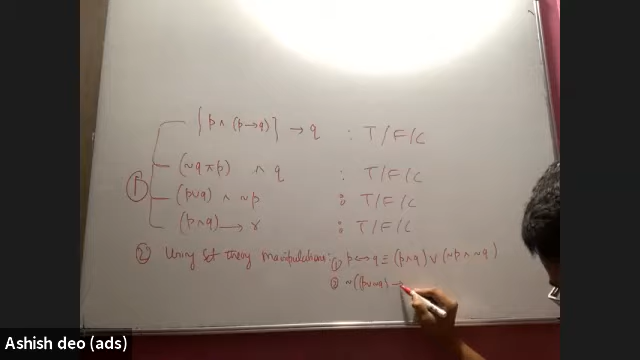 [p ∧ (p→q)] → q : T/F/C
① (~q ∧ p) ∧ q : T/F/C
(p∨q) ∧ ~p : T/F/C
(p∧q) → r : T/F/C
② Using Set Theory Manipulations: ① p↔q ≡ (p∧q) ∨ (~p ∧ ~q)
② ~((p∨~q) →
Ashish deo (ads)